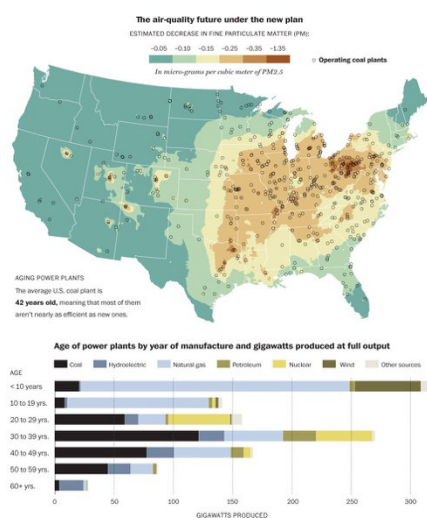 The air-quality future under the new plan
ESTIMATED DECREASE IN FINE PARTICULATE MATTER (PM):
-0.05 -0.10 -0.15 -0.25 -0.35 -1.35
Operating coal plants
In micro-grams per cubic meter of PM2.5
AGING POWER PLANTS
The average U.S. coal plant is
42 years old, meaning that most of them
aren't nearly as efficient as new ones.
Age of power plants by year of manufacture and gigawatts produced at full output
Coal Hydroelectric Natural gas Petroleum Nuclear Wind Other sources
AGE
< 10 years
10 to 19 yrs.
20 to 29 yrs.
30 to 39 yrs.
40 to 49 yrs.
50 to 59 yrs.
60+ yrs.
0 50 100 150 200 250 300
GIGAWATTS PRODUCED